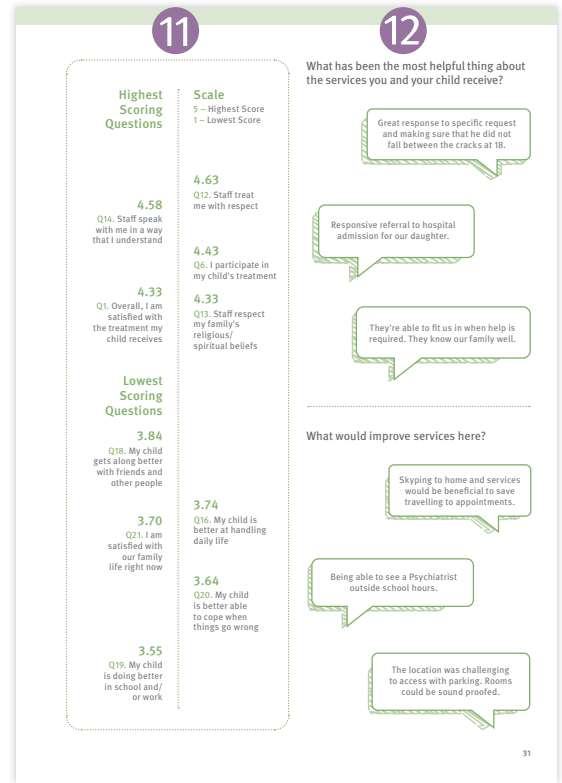 11
Highest
Scoring
Questions
Scale
5 – Highest Score
1 – Lowest Score
4.63
Q12. Staff treat
me with respect
4.58
Q14. Staff speak
with me in a way
that I understand
4.43
Q6. I participate in
my child's treatment
4.33
Q1. Overall, I am
satisfied with
the treatment my
child receives
4.33
Q13. Staff respect
my family's
religious/
spiritual beliefs
Lowest
Scoring
Questions
3.84
Q18. My child
gets along better
with friends and
other people
3.74
Q16. My child is
better at handling
daily life
3.70
Q21. I am
satisfied with
our family
life right now
3.64
Q20. My child
is better able
to cope when
things go wrong
3.55
Q19. My child
is doing better
in school and/
or work
12
What has been the most helpful thing about
the services you and your child receive?
Great response to specific request
and making sure that he did not
fall between the cracks at 18.
Responsive referral to hospital
admission for our daughter.
They're able to fit us in when help is
required. They know our family well.
What would improve services here?
Skyping to home and services
would be beneficial to save
travelling to appointments.
Being able to see a Psychiatrist
outside school hours.
The location was challenging
to access with parking. Rooms
could be sound proofed.
31